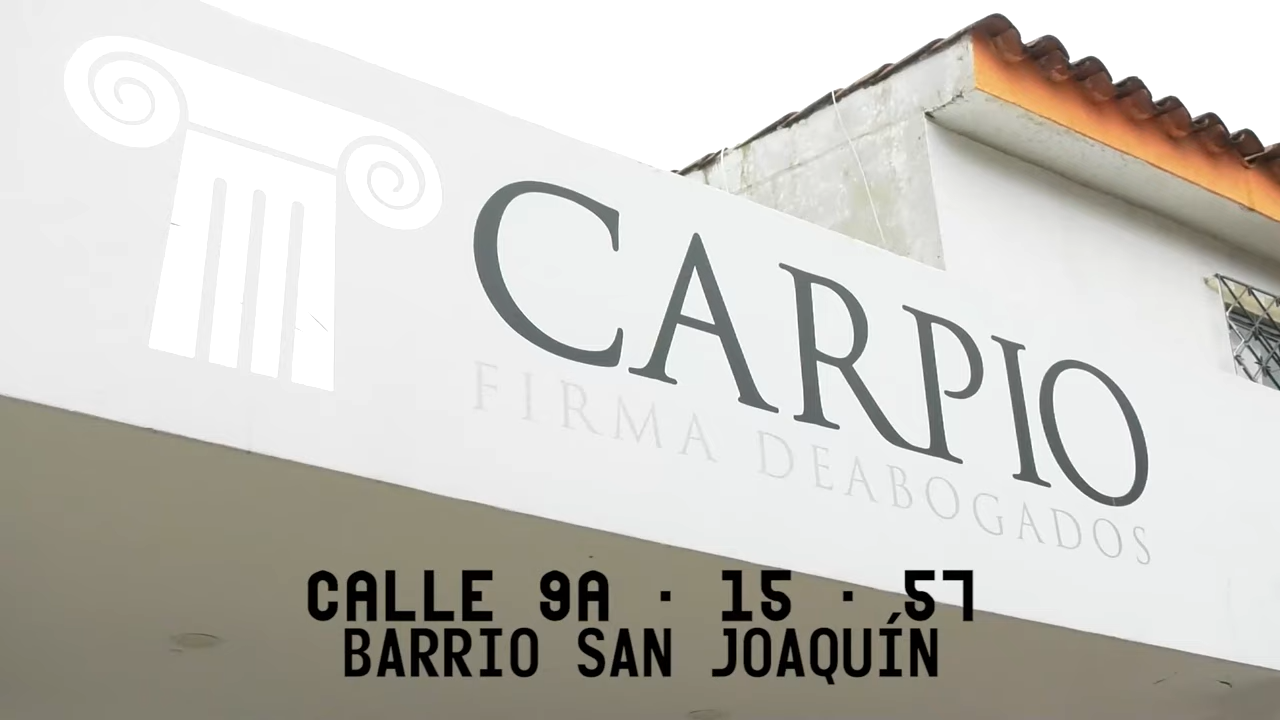 CARPIO
FIRMA DEABOGADOS
CALLE 9A · 15 · 57
BARRIO SAN JOAQUÍN